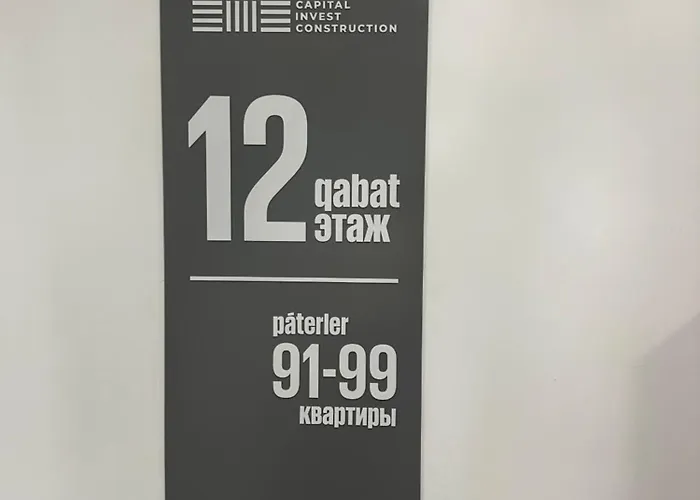 CAPITAL
INVEST
CONSTRUCTION
12 qabat
этаж
páterler
91-99
квартиры